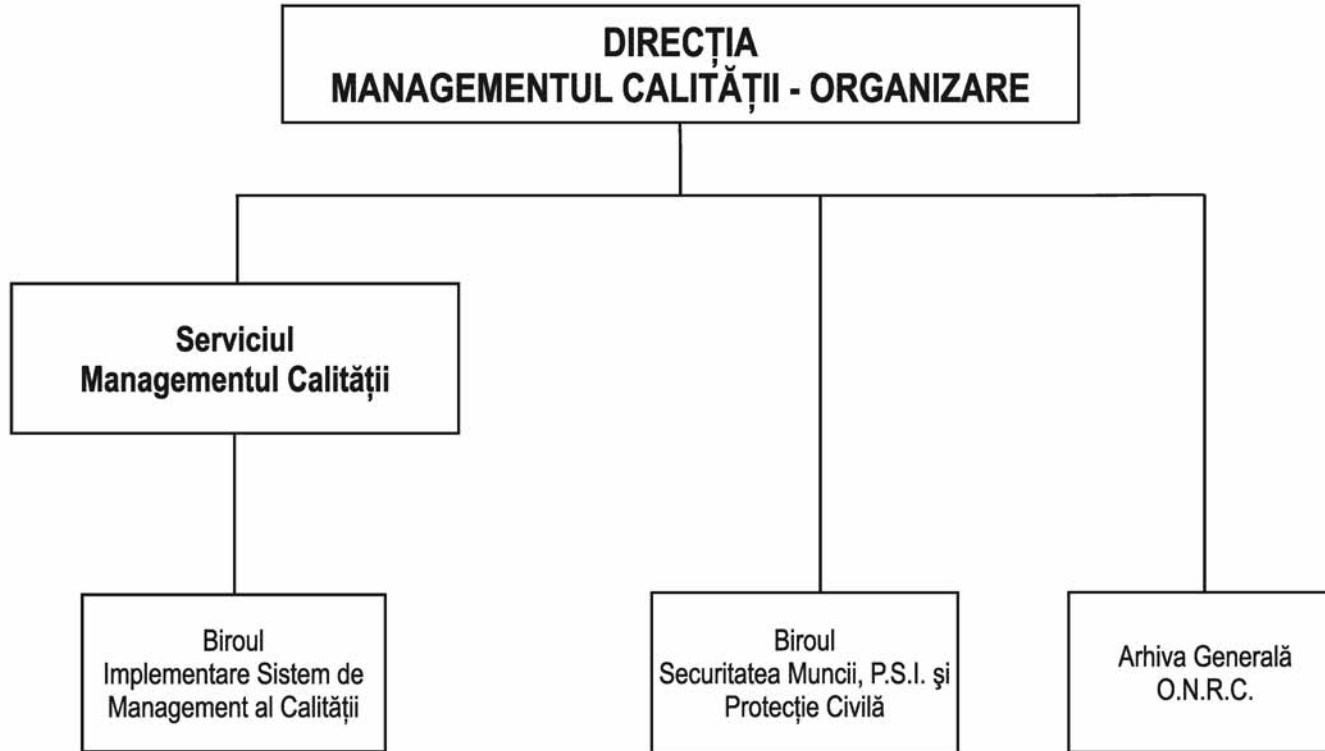 DIRECȚIA
MANAGEMENTUL CALITĂȚII - ORGANIZARE
Serviciul
Managementul Calității
Biroul
Implementare Sistem de
Management al Calității
Biroul
Securitatea Muncii, P.S.I. şi
Protecție Civilă
Arhiva Generală
O.N.R.C.